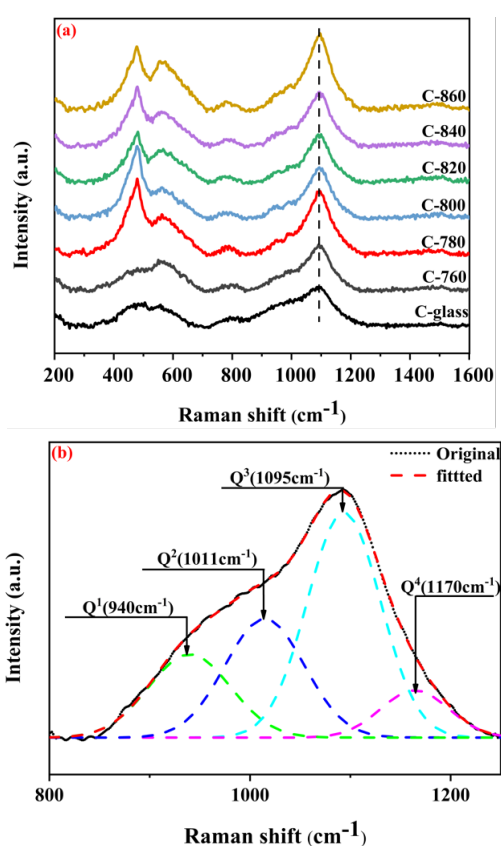 (a)
C-860
C-840
C-820
C-800
C-780
C-760
C-glass
Intensity (a.u.)
200 400 600 800 1000 1200 1400 1600
Raman shift (cm-1)
(b)
Original
fittted
Q3(1095cm-1)
Q2(1011cm-1)
Q4(1170cm-1)
Q1(940cm-1)
Intensity (a.u.)
800 1000 1200
Raman shift (cm-1)